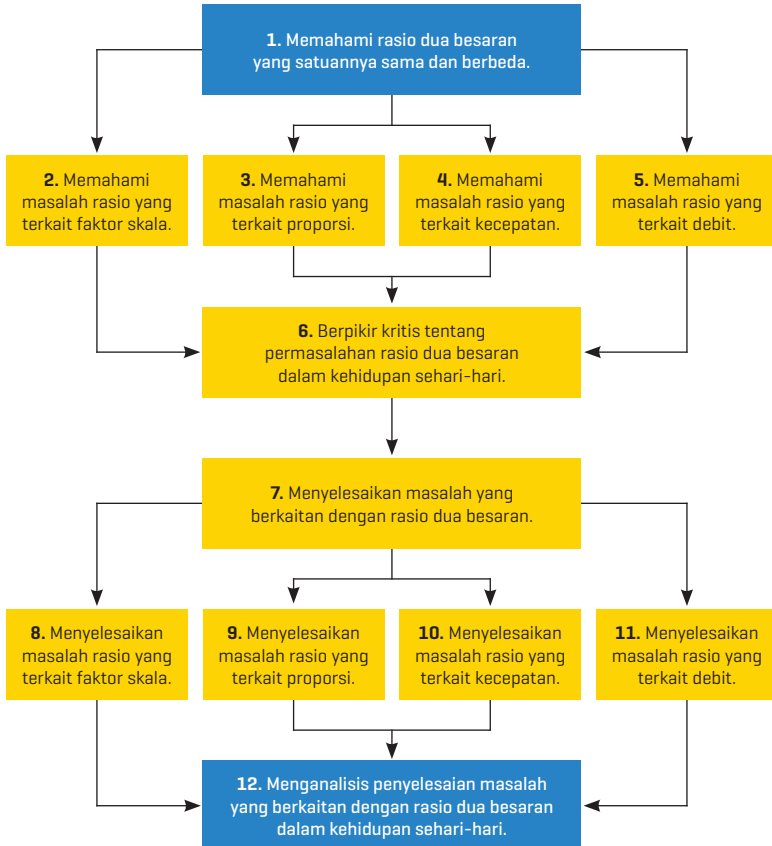 1. Memahami rasio dua besaran
yang satuannya sama dan berbeda.
2. Memahami
masalah rasio yang
terkait faktor skala.
3. Memahami
masalah rasio yang
terkait proporsi.
4. Memahami
masalah rasio yang
terkait kecepatan.
5. Memahami
masalah rasio yang
terkait debit.
6. Berpikir kritis tentang
permasalahan rasio dua besaran
dalam kehidupan sehari-hari.
7. Menyelesaikan masalah yang
berkaitan dengan rasio dua besaran.
8. Menyelesaikan
masalah rasio yang
terkait faktor skala.
9. Menyelesaikan
masalah rasio yang
terkait proporsi.
10. Menyelesaikan
masalah rasio yang
terkait kecepatan.
11. Menyelesaikan
masalah rasio yang
terkait debit.
12. Menganalisis penyelesaian masalah
yang berkaitan dengan rasio dua besaran
dalam kehidupan sehari-hari.